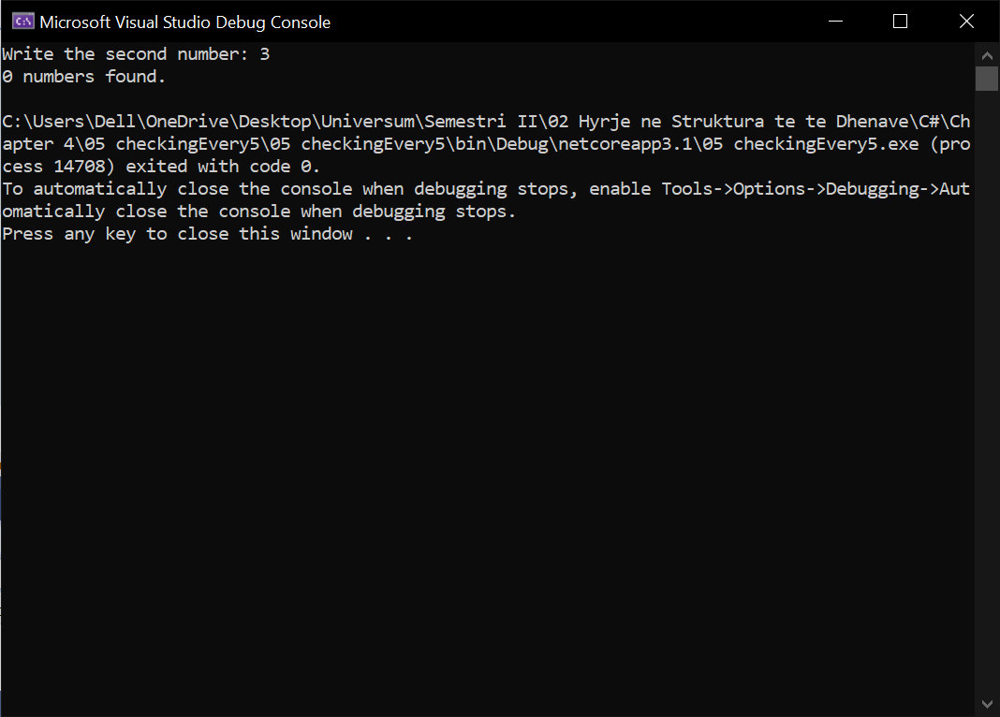 Microsoft Visual Studio Debug Console
Write the second number: 3
0 numbers found.
C:\Users\Dell\OneDrive\Desktop\Universum\Semestri II\02 Hyrje ne Struktura te te Dhenave\C#\Ch
apter 4\05 checkingEvery5\05 checkingEvery5\bin\Debug\netcoreapp3.1\05 checkingEvery5.exe (pro
cess 14708) exited with code 0.
To automatically close the console when debugging stops, enable Tools->Options->Debugging->Aut
omatically close the console when debugging stops.
Press any key to close this window . . .